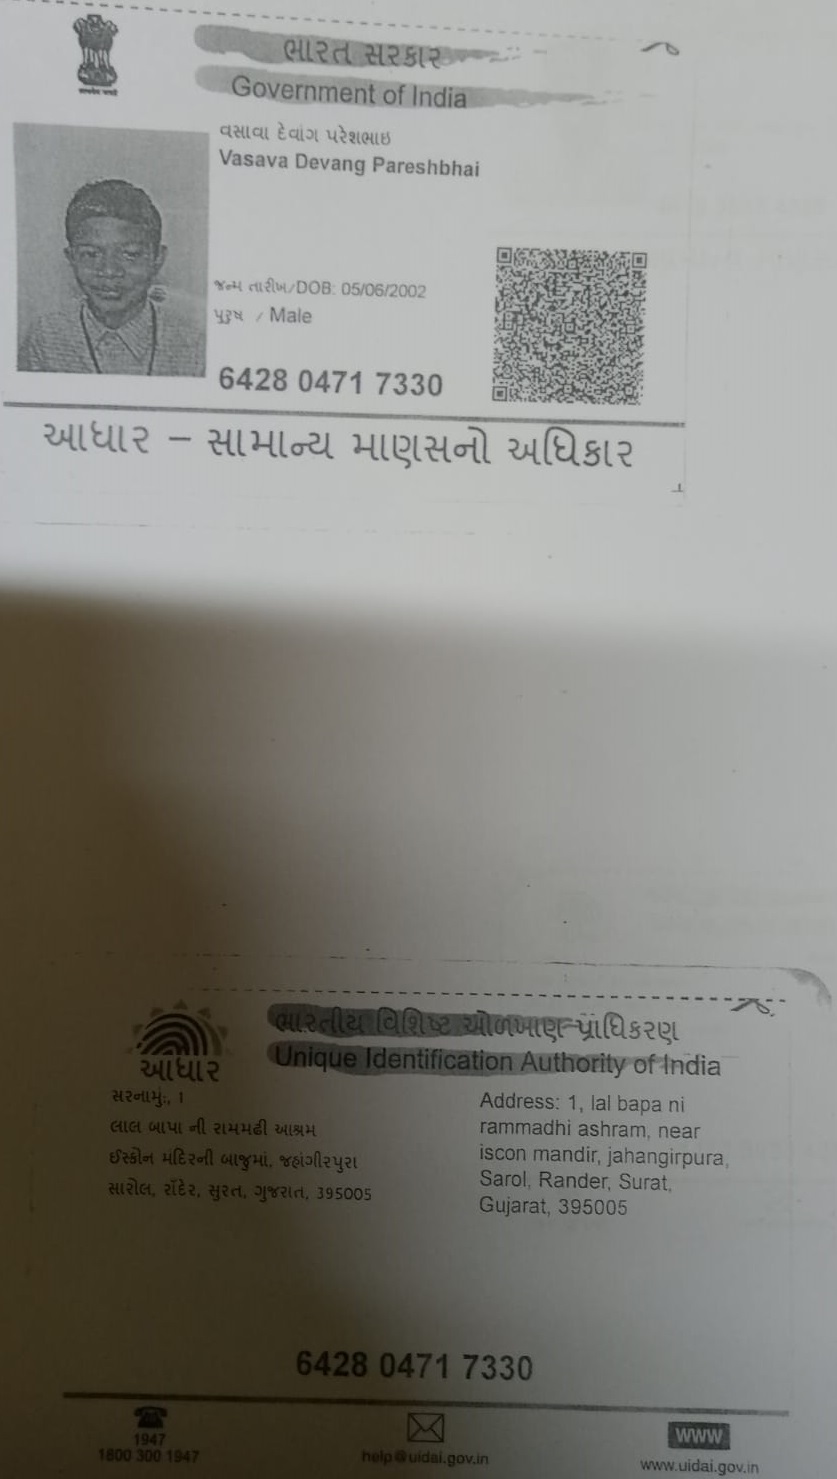 ભારત સરકાર
Government of India
વસાવા દેવાંગ પરેશભાઇ
Vasava Devang Pareshbhai
જન્મ તારીખ/DOB: 05/06/2002
પુર�ુષ / Male
6428 0471 7330
આધાર – સામાન્ય માણસનો અધિકાર
ભારતીય વિશિષ્ટ ઓળખાણ પ્રાધિકરણ
Unique Identification Authority of India
આધાર
સરનામું:, 1
લાલ બાપા ની રામમઢી આશ્રમ
ઈસ્કોન મંદિરની બાજુમાં, જહાંગીરપુરા
સારોલ, રાંદેર, સુરત, ગુજરાત, 395005
Address: 1, lal bapa ni
rammadhi ashram, near
iscon mandir, jahangirpura,
Sarol, Rander, Surat,
Gujarat, 395005
6428 0471 7330
1947
1800 300 1947
help@uidai.gov.in
WWW
www.uidai.gov.in